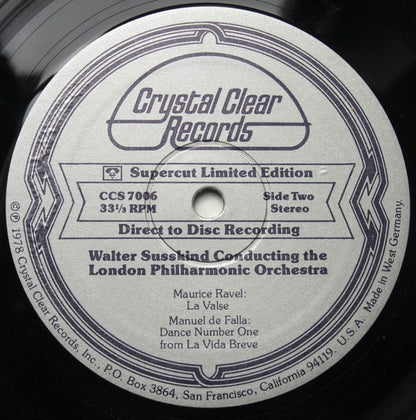 Crystal Clear
Records
Supercut Limited Edition
CCS 7006
33⅓ RPM
Side Two
Stereo
Direct to Disc Recording
Walter Susskind Conducting the
London Philharmonic Orchestra
Maurice Ravel:
La Valse
Manuel de Falla:
Dance Number One
from La Vida Breve
©℗ 1978 Crystal Clear Records, Inc., P.O. Box 3864, San Francisco, California 94119. U.S.A. Made in West Germany.